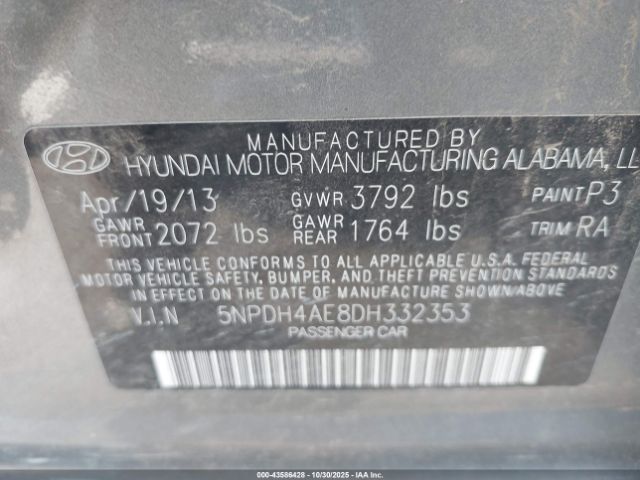 MANUFACTURED BY
HYUNDAI MOTOR MANUFACTURING ALABAMA, LL
Apr/19/13 GVWR 3792 lbs PAINT P3
GAWR FRONT 2072 lbs GAWR REAR 1764 lbs TRIM RA
THIS VEHICLE CONFORMS TO ALL APPLICABLE U.S.A. FEDERAL
MOTOR VEHICLE SAFETY, BUMPER, AND THEFT PREVENTION STANDARDS
IN EFFECT ON THE DATE OF MANUFACTURE SHOWN ABOVE
V.I.N 5NPDH4AE8DH332353
PASSENGER CAR
000-43586428 - 10/30/2025 - COPYRIGHT © 2025 IAA, INC.